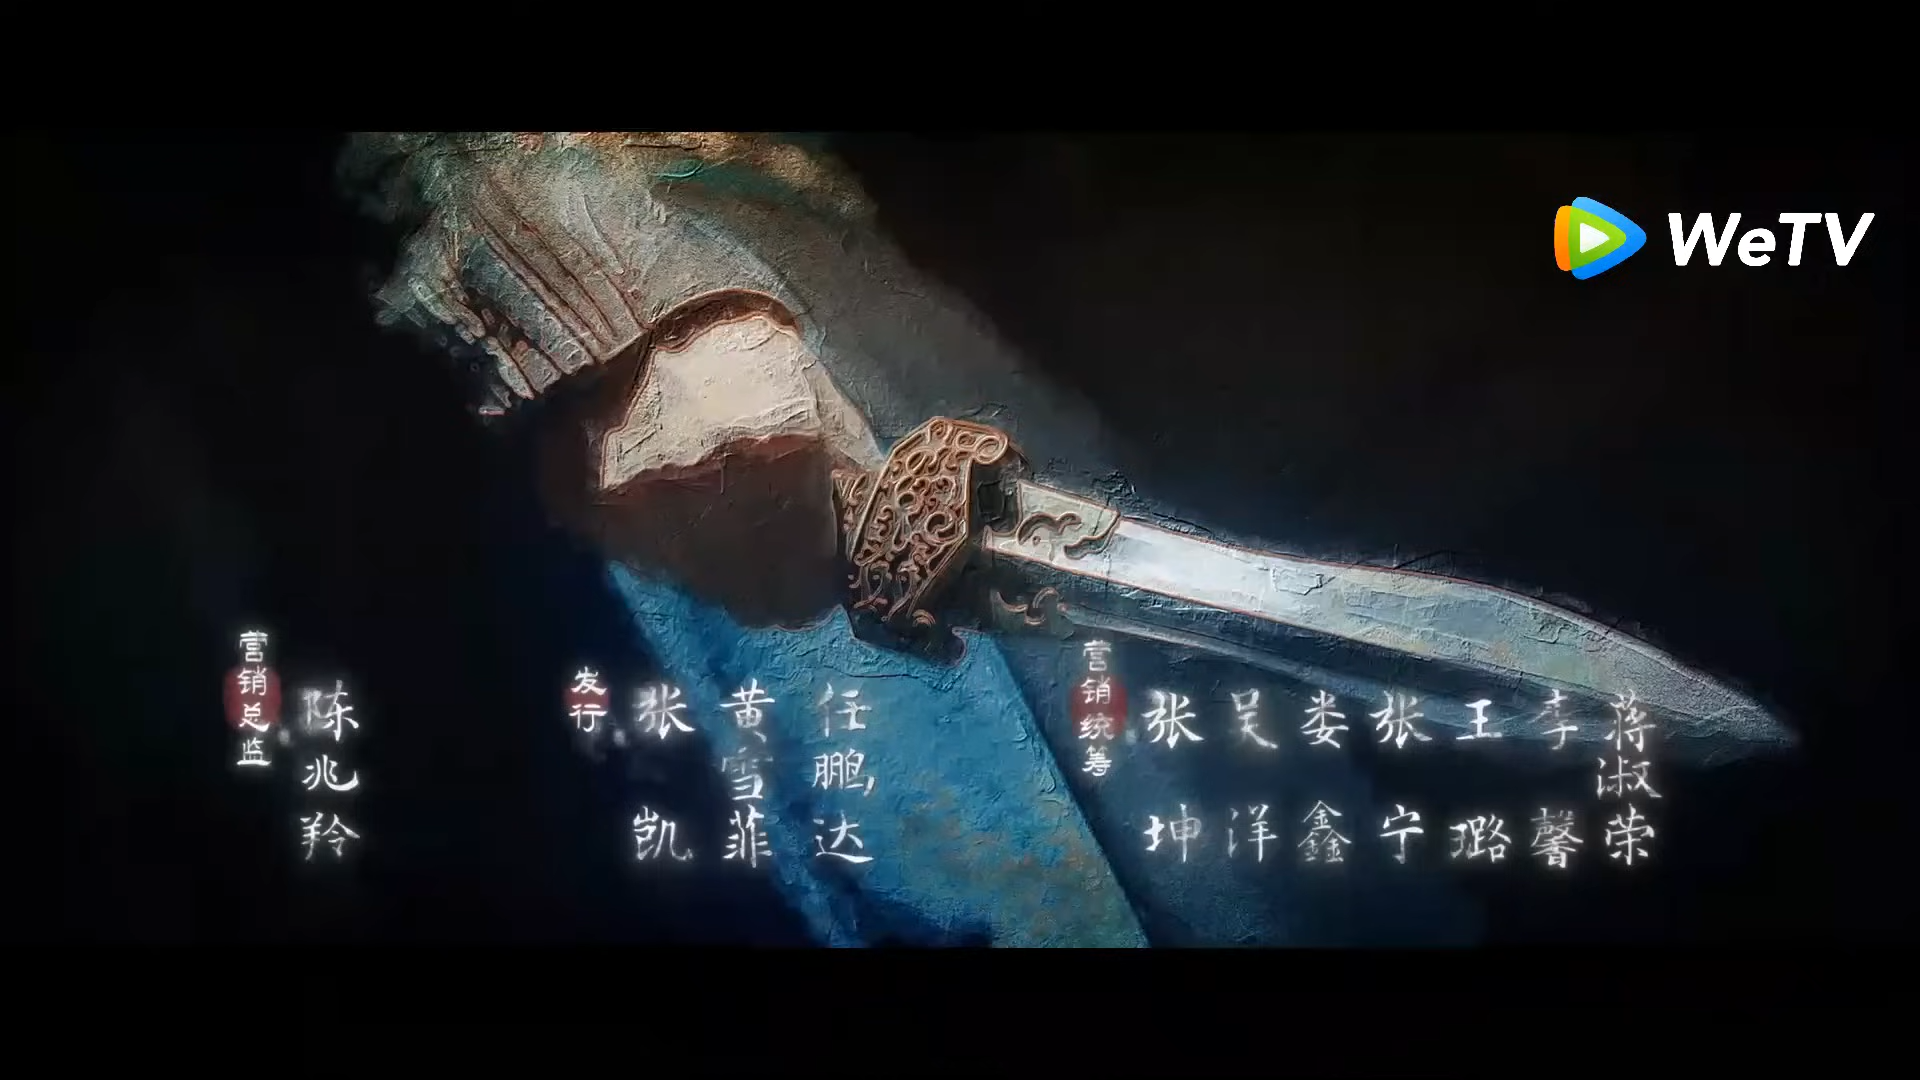 WeTV
营销总监
陈兆羚
发行
张凯
黄雪菲
任鹏达
营销统筹
张坤
吴洋
娄鑫
张宁
王璐
李馨
蒋淑荣